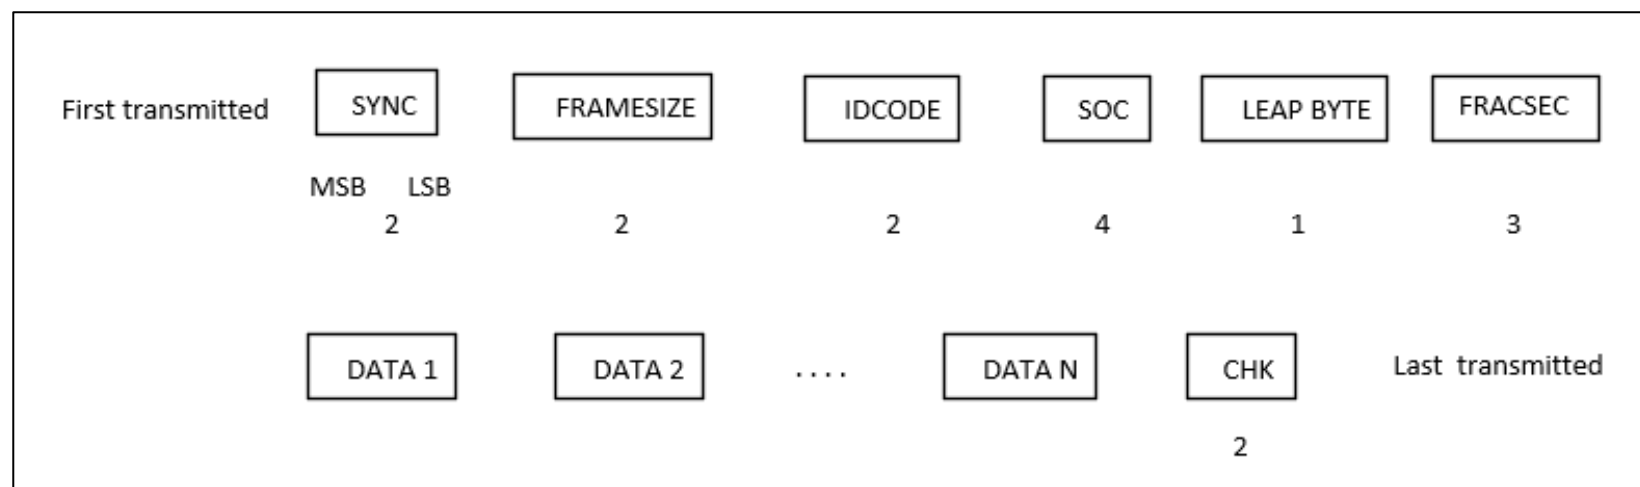 First transmitted SYNC FRAMESIZE IDCODE SOC LEAP BYTE FRACSEC
MSB LSB
2 2 2 4 1 3
DATA 1 DATA 2 .... DATA N CHK Last transmitted
2